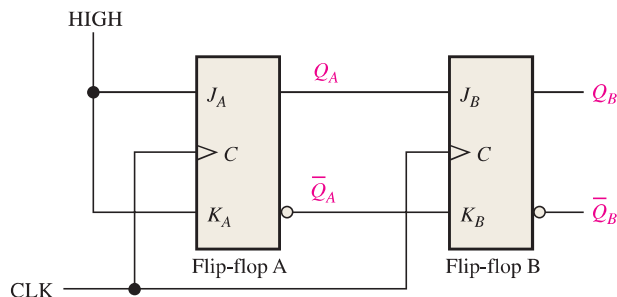 HIGH
J_A
Q_A
J_B
Q_B
C
C
K_A
Q̅_A
K_B
Q̅_B
Flip-flop A
Flip-flop B
CLK